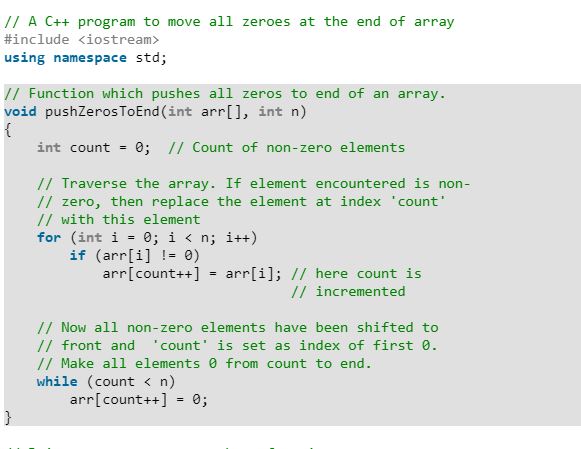 // A C++ program to move all zeroes at the end of array
#include <iostream>
using namespace std;

// Function which pushes all zeros to end of an array.
void pushZerosToEnd(int arr[], int n)
{
    int count = 0;  // Count of non-zero elements

    // Traverse the array. If element encountered is non-
    // zero, then replace the element at index 'count'
    // with this element
    for (int i = 0; i < n; i++)
        if (arr[i] != 0)
            arr[count++] = arr[i]; // here count is
                                   // incremented

    // Now all non-zero elements have been shifted to
    // front and  'count' is set as index of first 0.
    // Make all elements 0 from count to end.
    while (count < n)
        arr[count++] = 0;
}